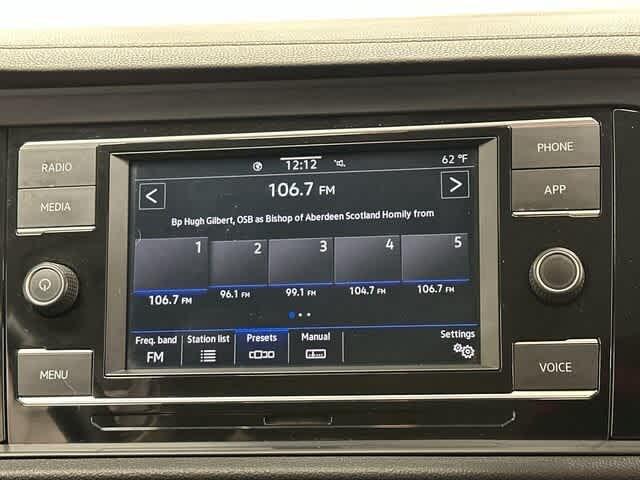 RADIO
MEDIA
MENU
PHONE
APP
VOICE
12:12
62 °F
< 106.7 FM >
Bp Hugh Gilbert, OSB as Bishop of Aberdeen Scotland Homily from
1 2 3 4 5
106.7 FM 96.1 FM 99.1 FM 104.7 FM 106.7 FM
Freq. band Station list Presets Manual Settings
FM